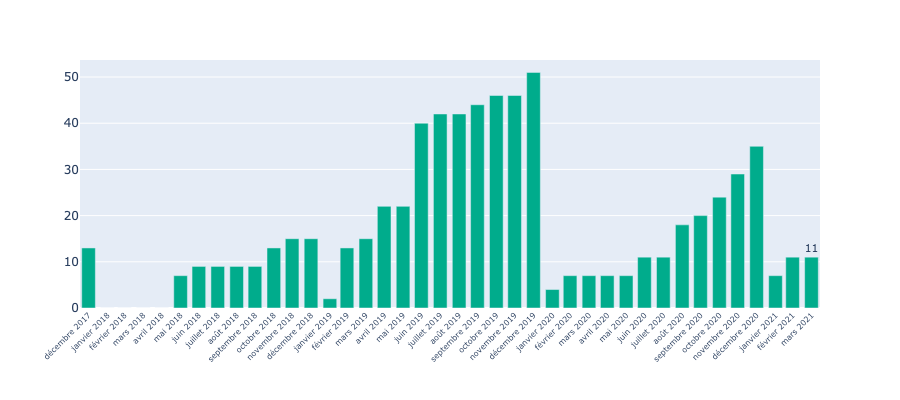 50
40
30
20
10
0
11
décembre 2017
janvier 2018
février 2018
mars 2018
avril 2018
mai 2018
juin 2018
juillet 2018
août 2018
septembre 2018
octobre 2018
novembre 2018
décembre 2018
janvier 2019
février 2019
mars 2019
avril 2019
mai 2019
juin 2019
juillet 2019
août 2019
septembre 2019
octobre 2019
novembre 2019
décembre 2019
janvier 2020
février 2020
mars 2020
avril 2020
mai 2020
juin 2020
juillet 2020
août 2020
septembre 2020
octobre 2020
novembre 2020
décembre 2020
janvier 2021
février 2021
mars 2021